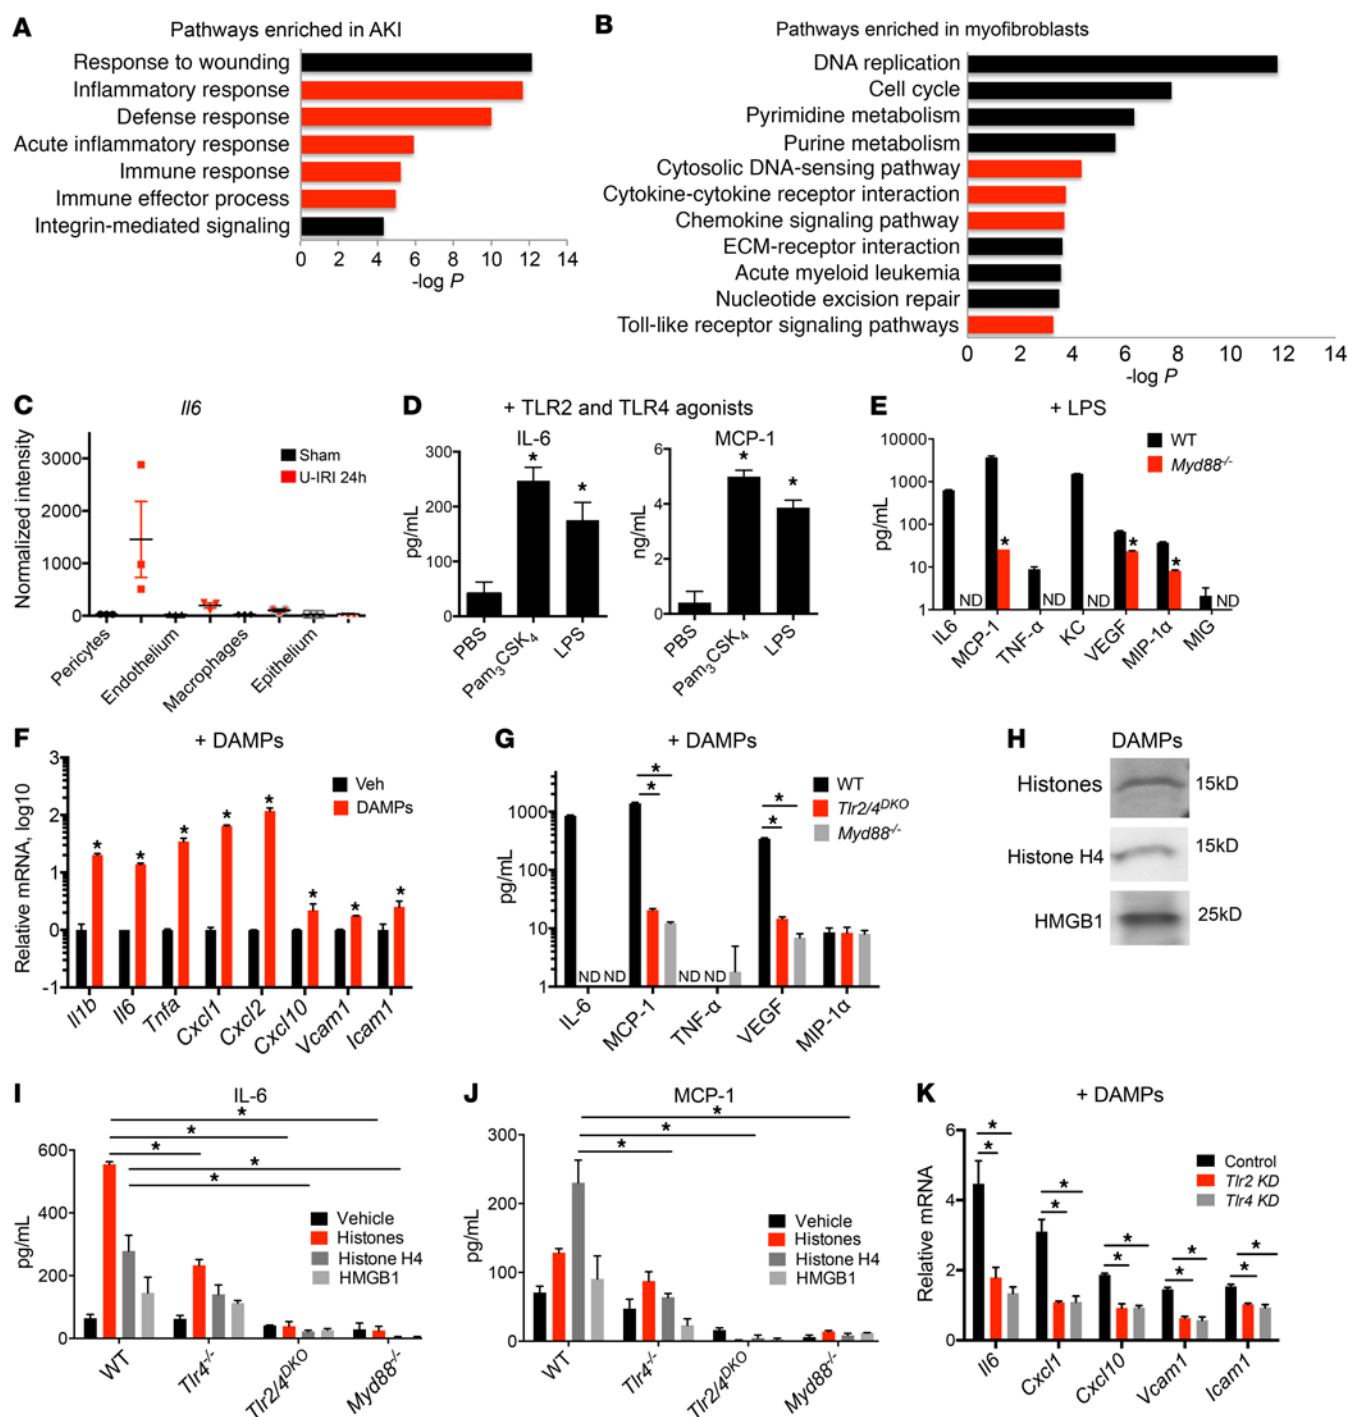 A
Pathways enriched in AKI
Response to wounding
Inflammatory response
Defense response
Acute inflammatory response
Immune response
Immune effector process
Integrin-mediated signaling
0 2 4 6 8 10 12 14
-log P
B
Pathways enriched in myofibroblasts
DNA replication
Cell cycle
Pyrimidine metabolism
Purine metabolism
Cytosolic DNA-sensing pathway
Cytokine-cytokine receptor interaction
Chemokine signaling pathway
ECM-receptor interaction
Acute myeloid leukemia
Nucleotide excision repair
Toll-like receptor signaling pathways
0 2 4 6 8 10 12 14
-log P
C
Il6
Normalized intensity
3000
2000
1000
0
Sham
U-IRI 24h
Pericytes
Endothelium
Macrophages
Epithelium
D
+ TLR2 and TLR4 agonists
IL-6
pg/mL
300
200
100
0
* *
PBS
Pam3CSK4
LPS
MCP-1
ng/mL
6
4
2
0
* *
PBS
Pam3CSK4
LPS
E
+ LPS
WT
Myd88-/-
pg/mL
10000
1000
100
10
1
ND * ND ND * * ND
IL6
MCP-1
TNF-α
KC
VEGF
MIP-1α
MIG
F
+ DAMPs
Veh
DAMPs
Relative mRNA, log10
3
2
1
0
-1
* * * * * * * *
Il1b
Il6
Tnfa
Cxcl1
Cxcl2
Cxcl10
Vcam1
Icam1
G
+ DAMPs
WT
Tlr2/4DKO
Myd88-/-
pg/mL
1000
100
10
1
* * * *
ND ND ND ND
IL-6
MCP-1
TNF-α
VEGF
MIP-1α
H
DAMPs
Histones 15kD
Histone H4 15kD
HMGB1 25kD
I
IL-6
* * * * *
pg/mL
600
400
200
0
Vehicle
Histones
Histone H4
HMGB1
WT
Tlr4-/-
Tlr2/4DKO
Myd88-/-
J
MCP-1
* * *
pg/mL
300
200
100
0
Vehicle
Histones
Histone H4
HMGB1
WT
Tlr4-/-
Tlr2/4DKO
Myd88-/-
K
+ DAMPs
Control
Tlr2 KD
Tlr4 KD
Relative mRNA
6
4
2
0
* * * * * * * * * *
Il6
Cxcl1
Cxcl10
Vcam1
Icam1